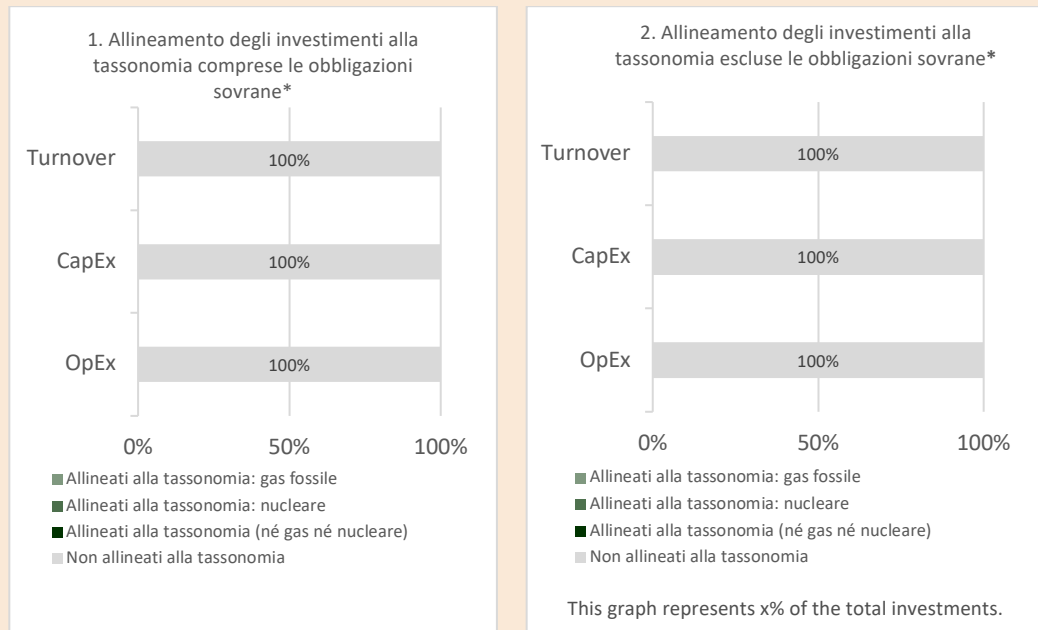 1. Allineamento degli investimenti alla
tassonomia comprese le obbligazioni
sovrane*
Turnover
100%
CapEx
100%
OpEx
100%
0%
50%
100%
Allineati alla tassonomia: gas fossile
Allineati alla tassonomia: nucleare
Allineati alla tassonomia (né gas né nucleare)
Non allineati alla tassonomia
2. Allineamento degli investimenti alla
tassonomia escluse le obbligazioni sovrane*
Turnover
100%
CapEx
100%
OpEx
100%
0%
50%
100%
Allineati alla tassonomia: gas fossile
Allineati alla tassonomia: nucleare
Allineati alla tassonomia (né gas né nucleare)
Non allineati alla tassonomia
This graph represents x% of the total investments.